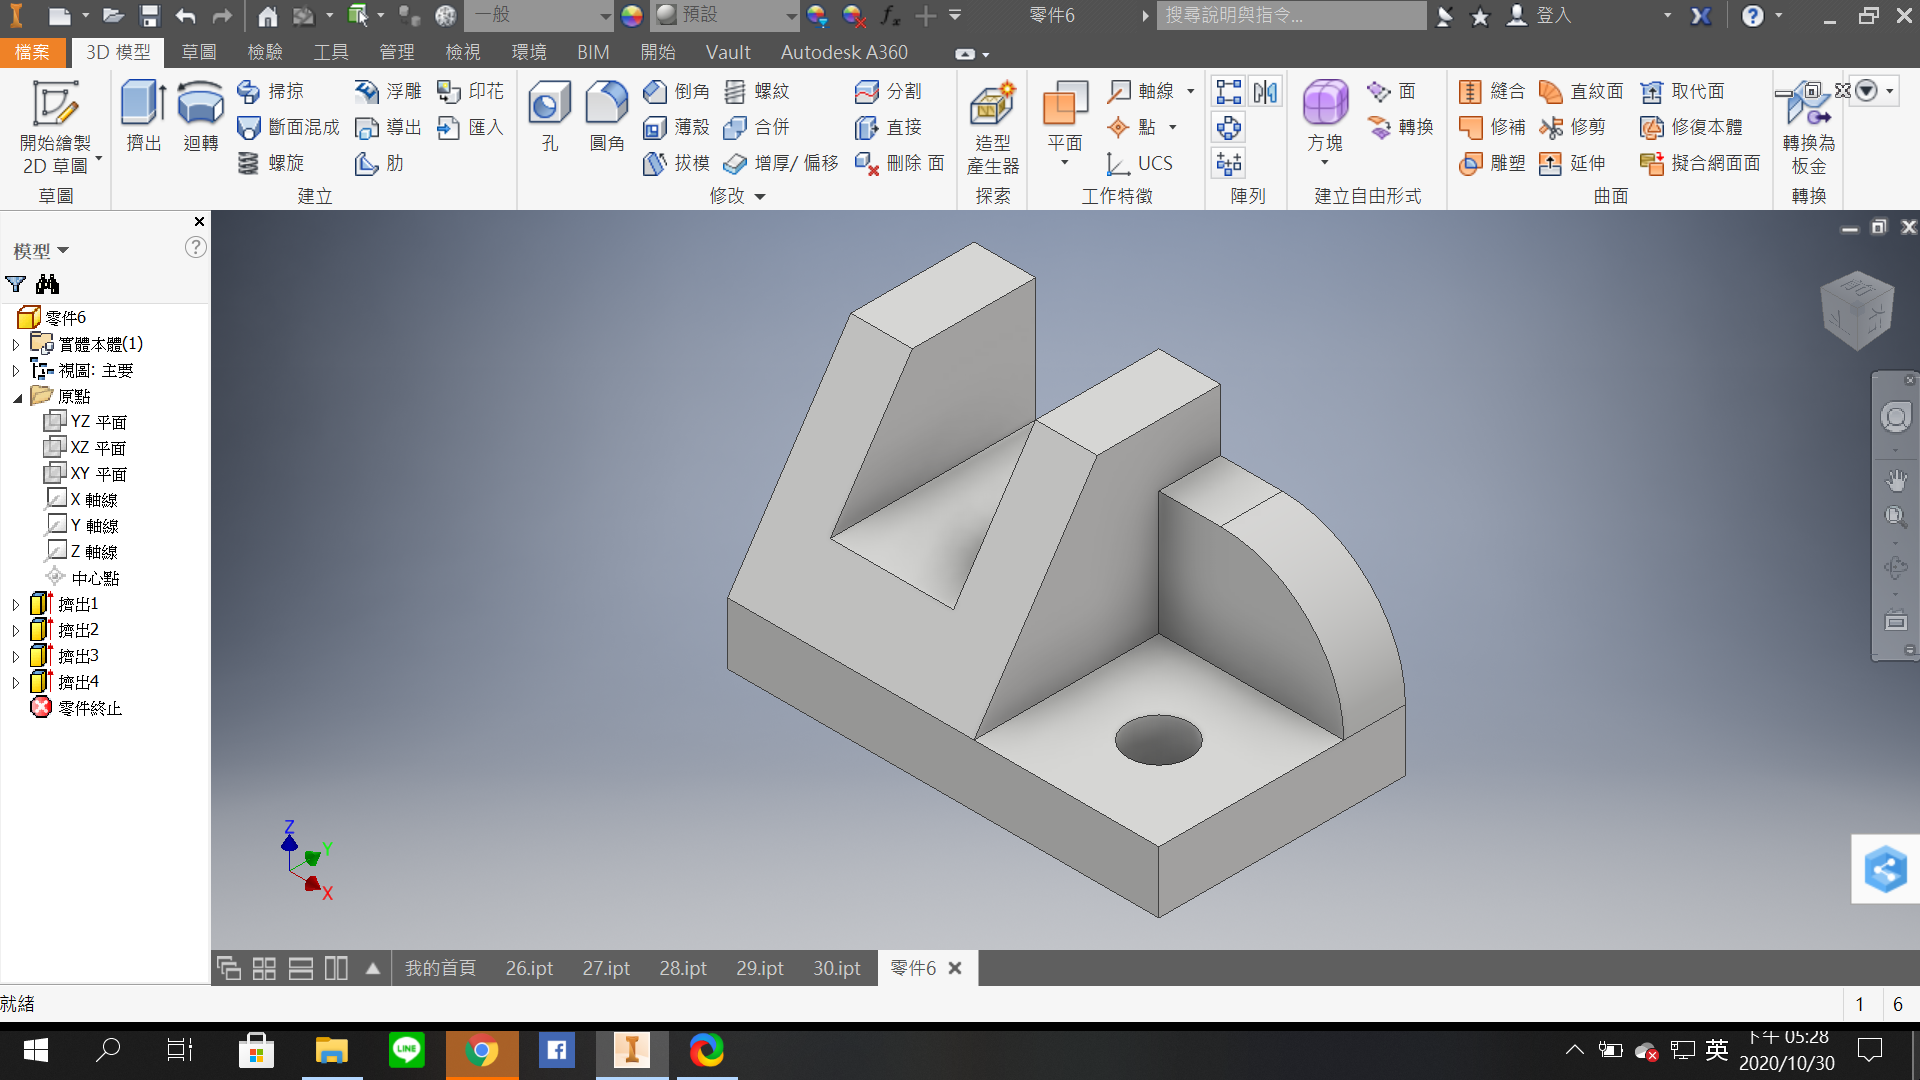 一般
預設
fx
零件6
搜尋說明與指令...
登入
檔案
3D 模型
草圖
檢驗
工具
管理
檢視
環境
BIM
開始
Vault
Autodesk A360
開始繪製
2D 草圖
草圖
擠出
迴轉
掃掠
斷面混成
螺旋
浮雕
導出
肋
印花
匯入
建立
孔
圓角
倒角
薄殼
拔模
螺紋
合併
增厚/ 偏移
分割
直接
刪除 面
修改
造型
產生器
探索
平面
軸線
點
UCS
工作特徵
陣列
方塊
面
轉換
建立自由形式
縫合
修補
雕塑
直紋面
修剪
延伸
取代面
修復本體
擬合網面面
曲面
轉換為
板金
轉換
模型
零件6
實體本體(1)
視圖: 主要
原點
YZ 平面
XZ 平面
XY 平面
X 軸線
Y 軸線
Z 軸線
中心點
擠出1
擠出2
擠出3
擠出4
零件終止
Z
Y
X
我的首頁
26.ipt
27.ipt
28.ipt
29.ipt
30.ipt
零件6
就緒
1
6
LINE
英
下午 05:28
2020/10/30